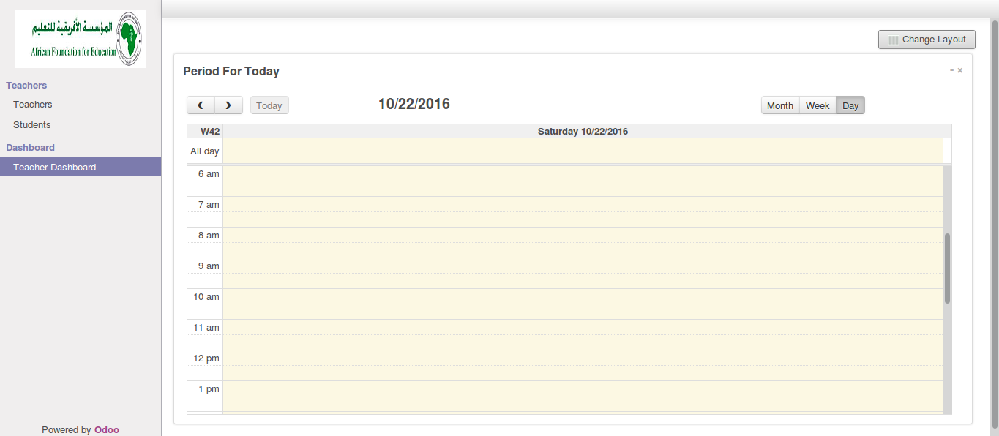 المؤسسة الأفريقية للتعليم
African Foundation for Education
Teachers
Teachers
Students
Dashboard
Teacher Dashboard
Powered by Odoo
Change Layout
Period For Today
Today
10/22/2016
Month Week Day
W42 Saturday 10/22/2016
All day
6 am
7 am
8 am
9 am
10 am
11 am
12 pm
1 pm